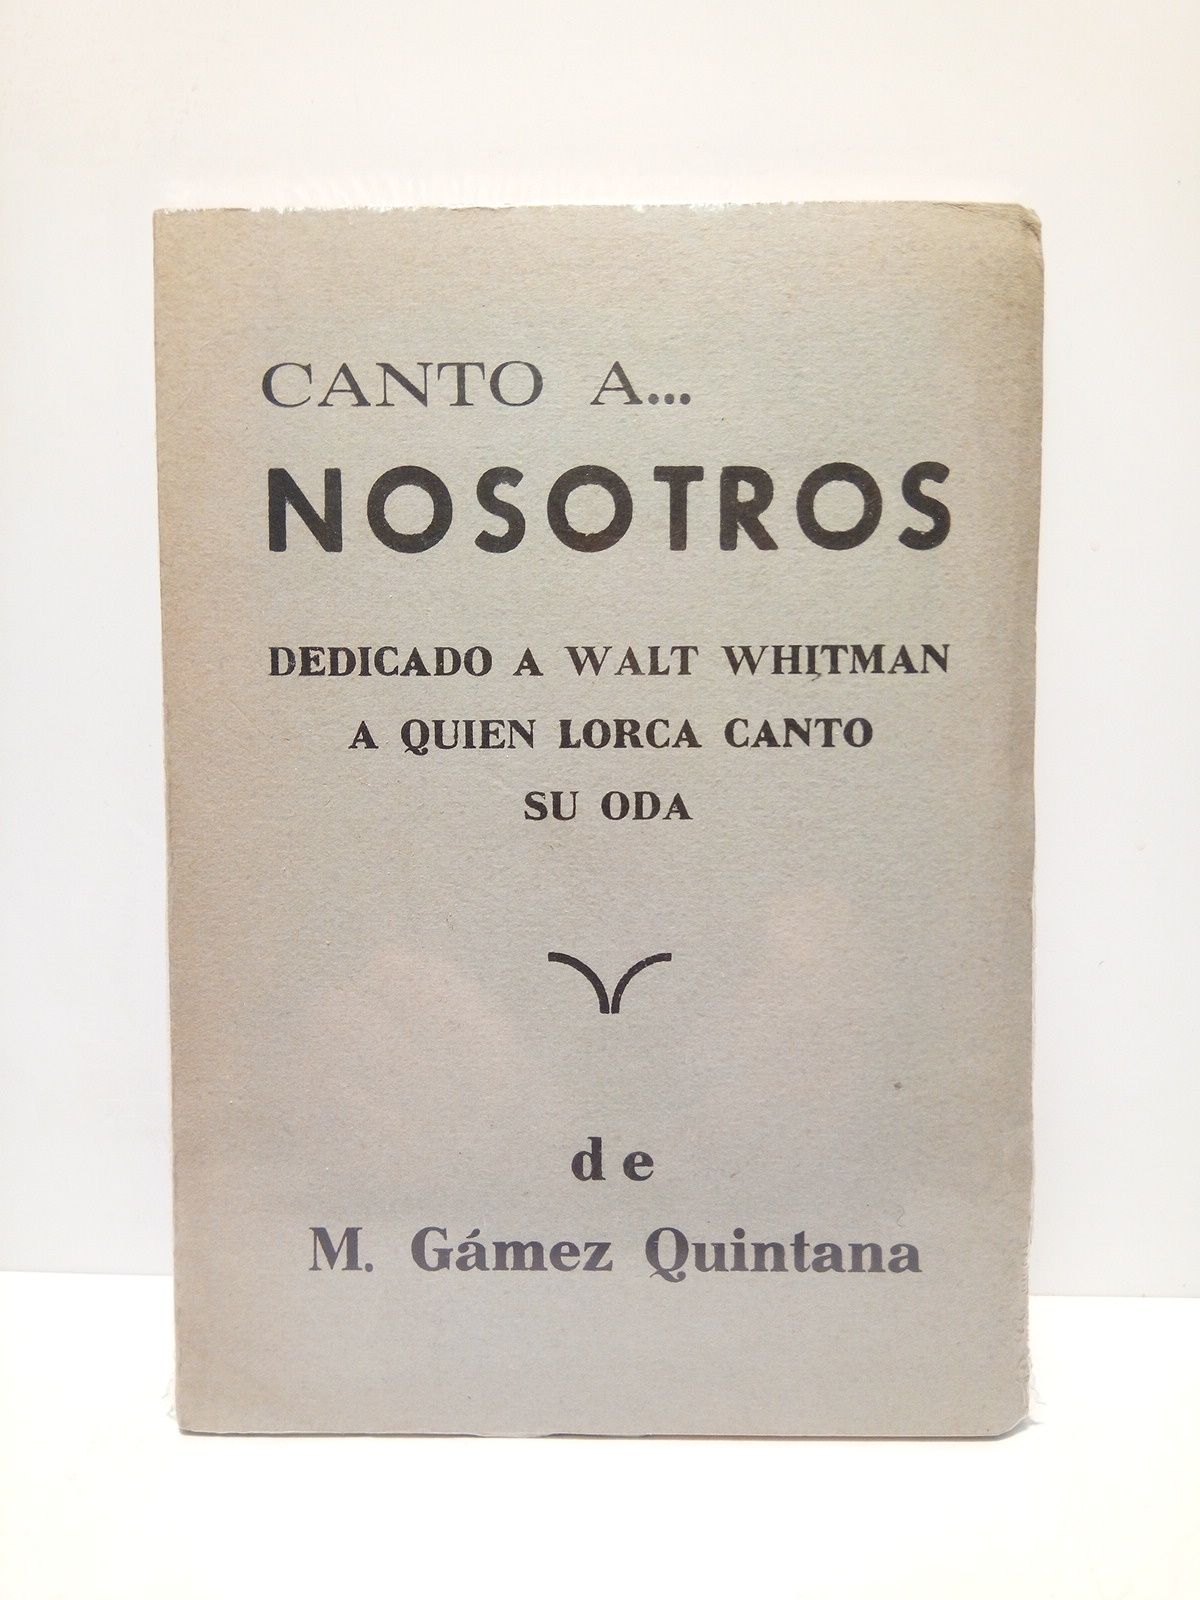 CANTO A...
NOSOTROS
DEDICADO A WALT WHITMAN
A QUIEN LORCA CANTO
SU ODA
de
M. Gámez Quintana